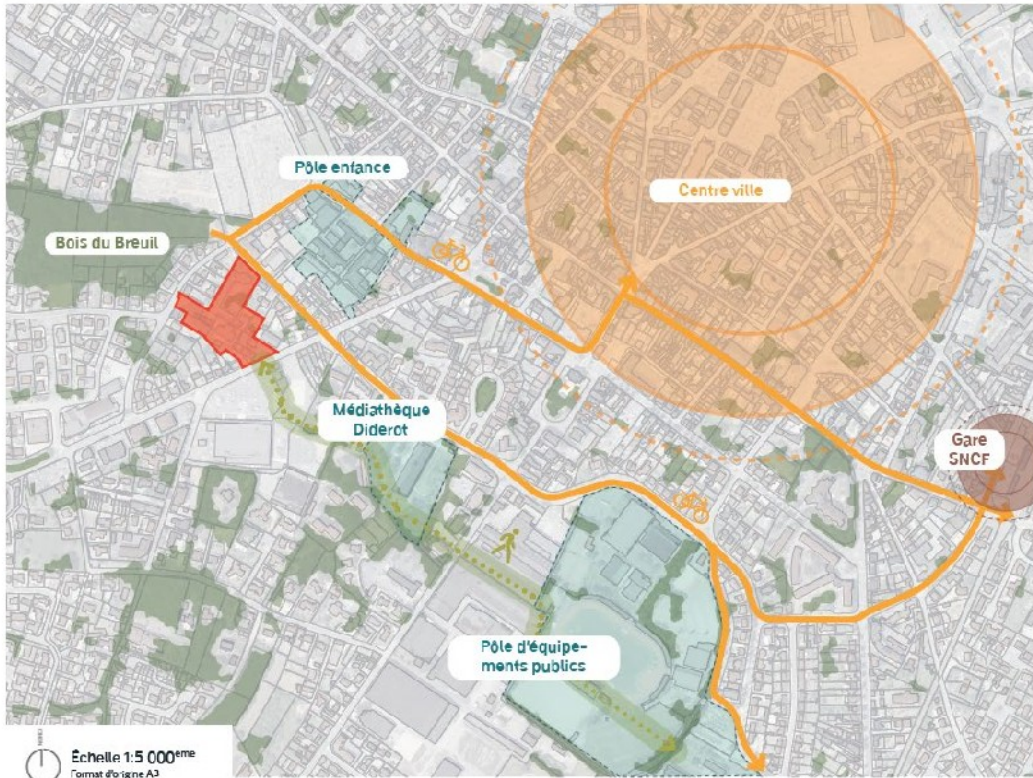 Pôle enfance
Centre ville
Bois du Breuil
Médiathèque
Diderot
Gare
SNCF
Pôle d'équipe-
ments publics
Échelle 1:5 000eme
Format d'origine A3